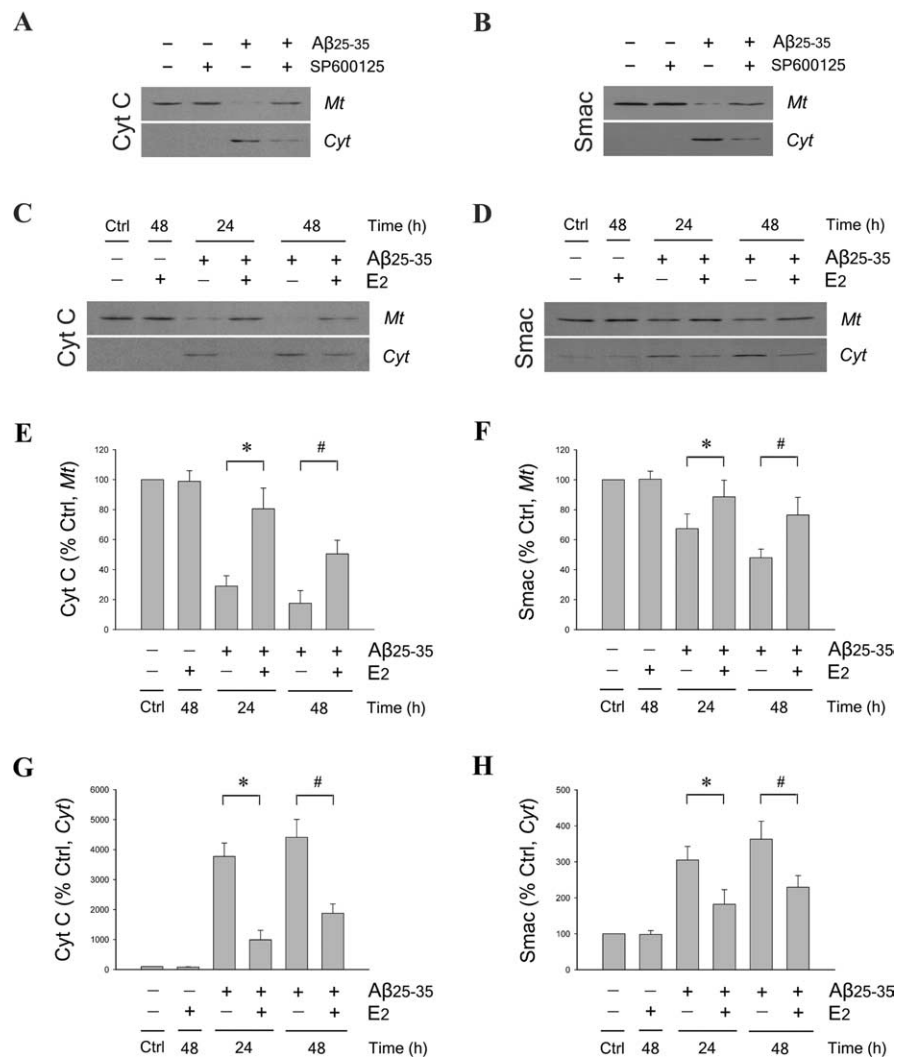 A
– – + + Aβ25-35
– + – + SP600125
Cyt C
Mt
Cyt
B
– – + + Aβ25-35
– + – + SP600125
Smac
Mt
Cyt
C
Ctrl 48 24 48 Time (h)
– – + + + + Aβ25-35
– + – + – + E2
Cyt C
Mt
Cyt
D
Ctrl 48 24 48 Time (h)
– – + + + + Aβ25-35
– + – + – + E2
Smac
Mt
Cyt
E
Cyt C (% Ctrl, Mt)
120
100
80
60
40
20
0
* #
– – + + + + Aβ25-35
– + – + – + E2
Ctrl 48 24 48 Time (h)
F
Smac (% Ctrl, Mt)
120
100
80
60
40
20
0
* #
– – + + + + Aβ25-35
– + – + – + E2
Ctrl 48 24 48 Time (h)
G
Cyt C (% Ctrl, Cyt)
6000
5000
4000
3000
2000
1000
0
* #
– – + + + + Aβ25-35
– + – + – + E2
Ctrl 48 24 48 Time (h)
H
Smac (% Ctrl, Cyt)
500
400
300
200
100
0
* #
– – + + + + Aβ25-35
– + – + – + E2
Ctrl 48 24 48 Time (h)